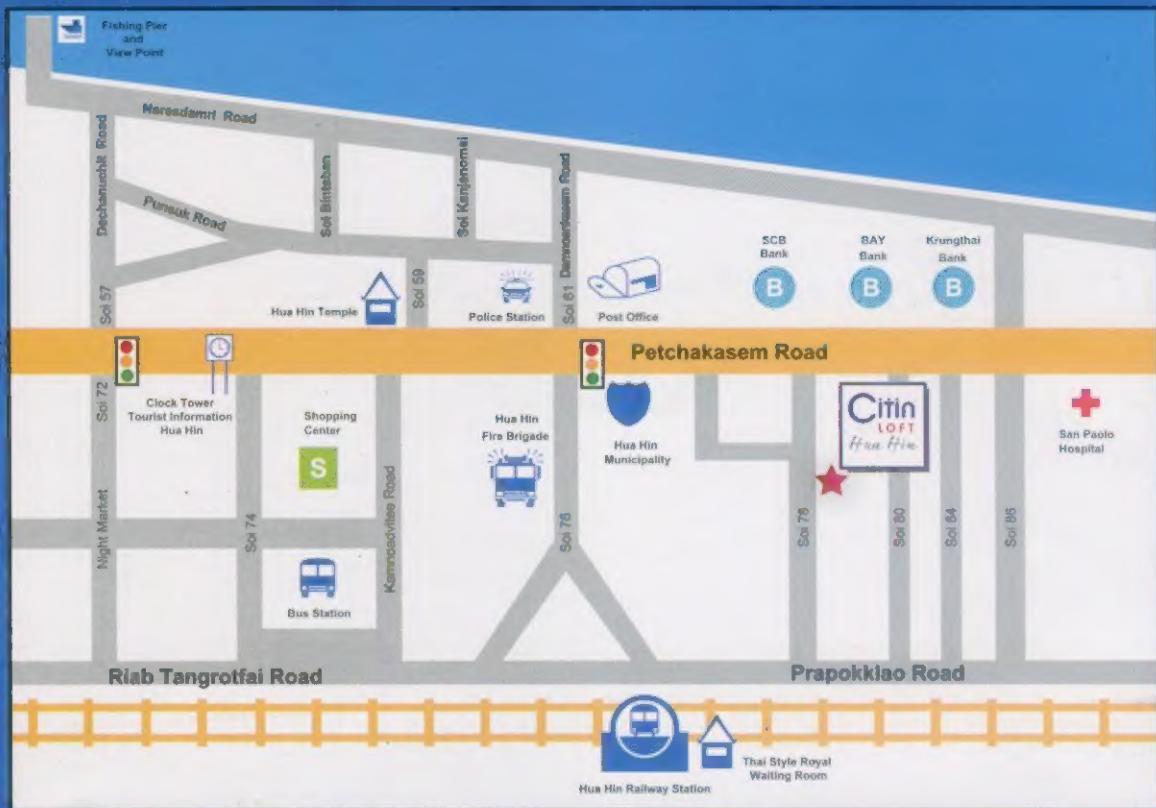 Fishing Pier
and
View Point
Naresdamri Road
Dechanuchit Road
Punsuk Road
Soi Bintaban
Soi Kanjanomai
Damnoenkasem Road
SCB
Bank
B
BAY
Bank
B
Krungthai
Bank
B
Soi 57
Hua Hin Temple
Soi 59
Police Station
Soi 61
Post Office
Petchakasem Road
Soi 72
Clock Tower
Tourist Information
Hua Hin
Shopping
Center
S
Hua Hin
Fire Brigade
Hua Hin
Municipality
Citin
LOFT
Hua Hin
San Paolo
Hospital
Night Market
Soi 74
Kamnoadvitee Road
Soi 76
Soi 78
Soi 80
Soi 84
Soi 86
Bus Station
Riab Tangrotfai Road
Prapokklao Road
Hua Hin Railway Station
Thai Style Royal
Waiting Room